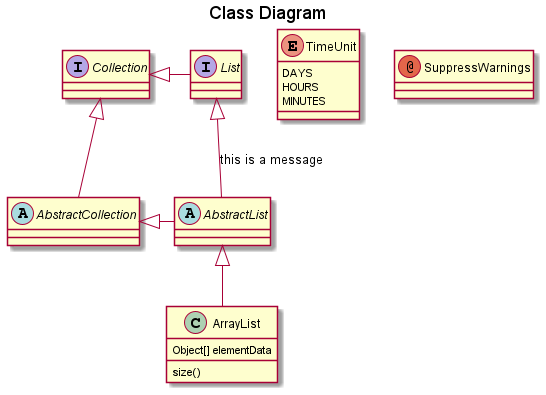 Class Diagram
I Collection
I List
E TimeUnit
DAYS
HOURS
MINUTES
@ SuppressWarnings
this is a message
A AbstractCollection
A AbstractList
C ArrayList
Object[] elementData
size()